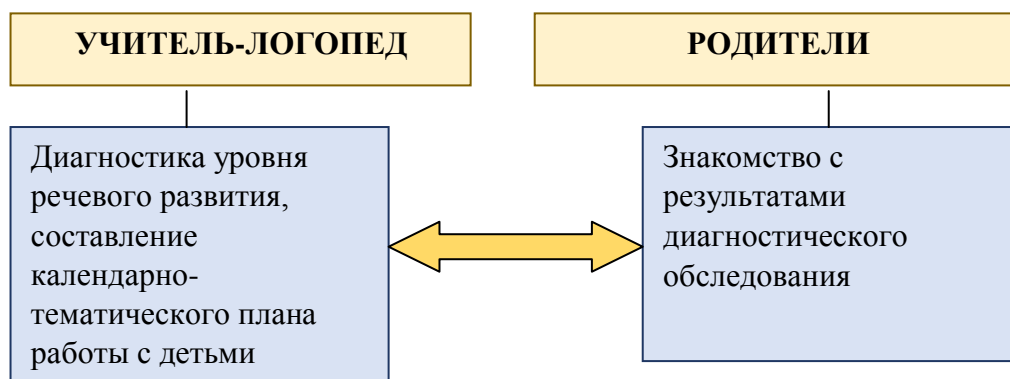 УЧИТЕЛЬ-ЛОГОПЕД
РОДИТЕЛИ
Диагностика уровня
речевого развития,
составление
календарно-
тематического плана
работы с детьми
Знакомство с
результатами
диагностического
обследования